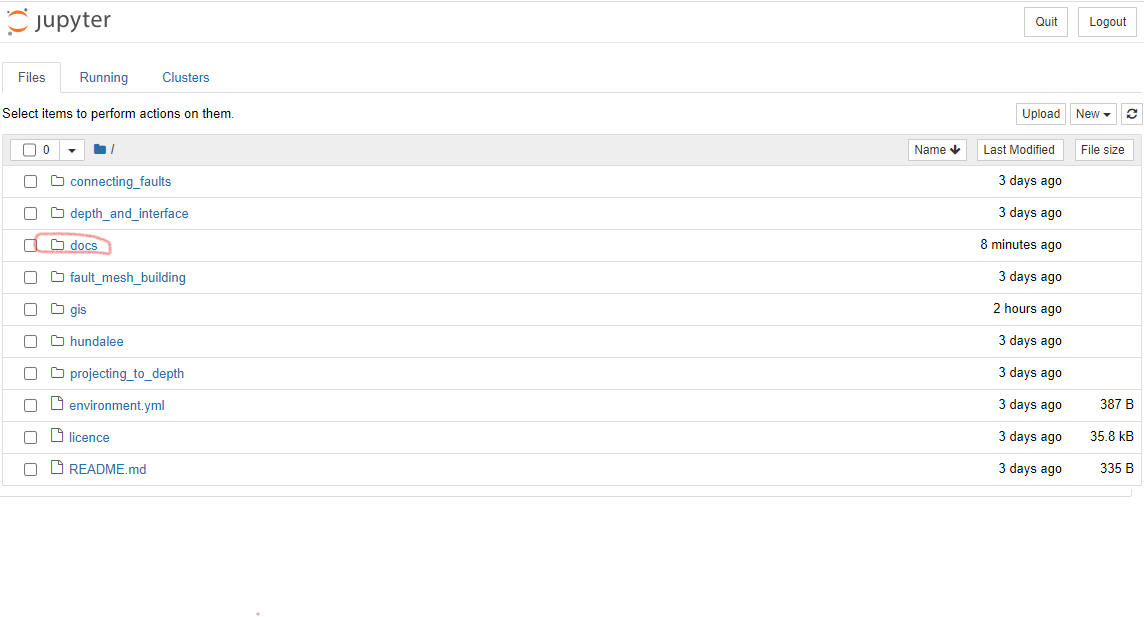 jupyter Quit Logout
Files Running Clusters
Select items to perform actions on them. Upload New
0 / Name Last Modified File size
connecting_faults 3 days ago
depth_and_interface 3 days ago
docs 8 minutes ago
fault_mesh_building 3 days ago
gis 2 hours ago
hundalee 3 days ago
projecting_to_depth 3 days ago
environment.yml 3 days ago 387 B
licence 3 days ago 35.8 kB
README.md 3 days ago 335 B